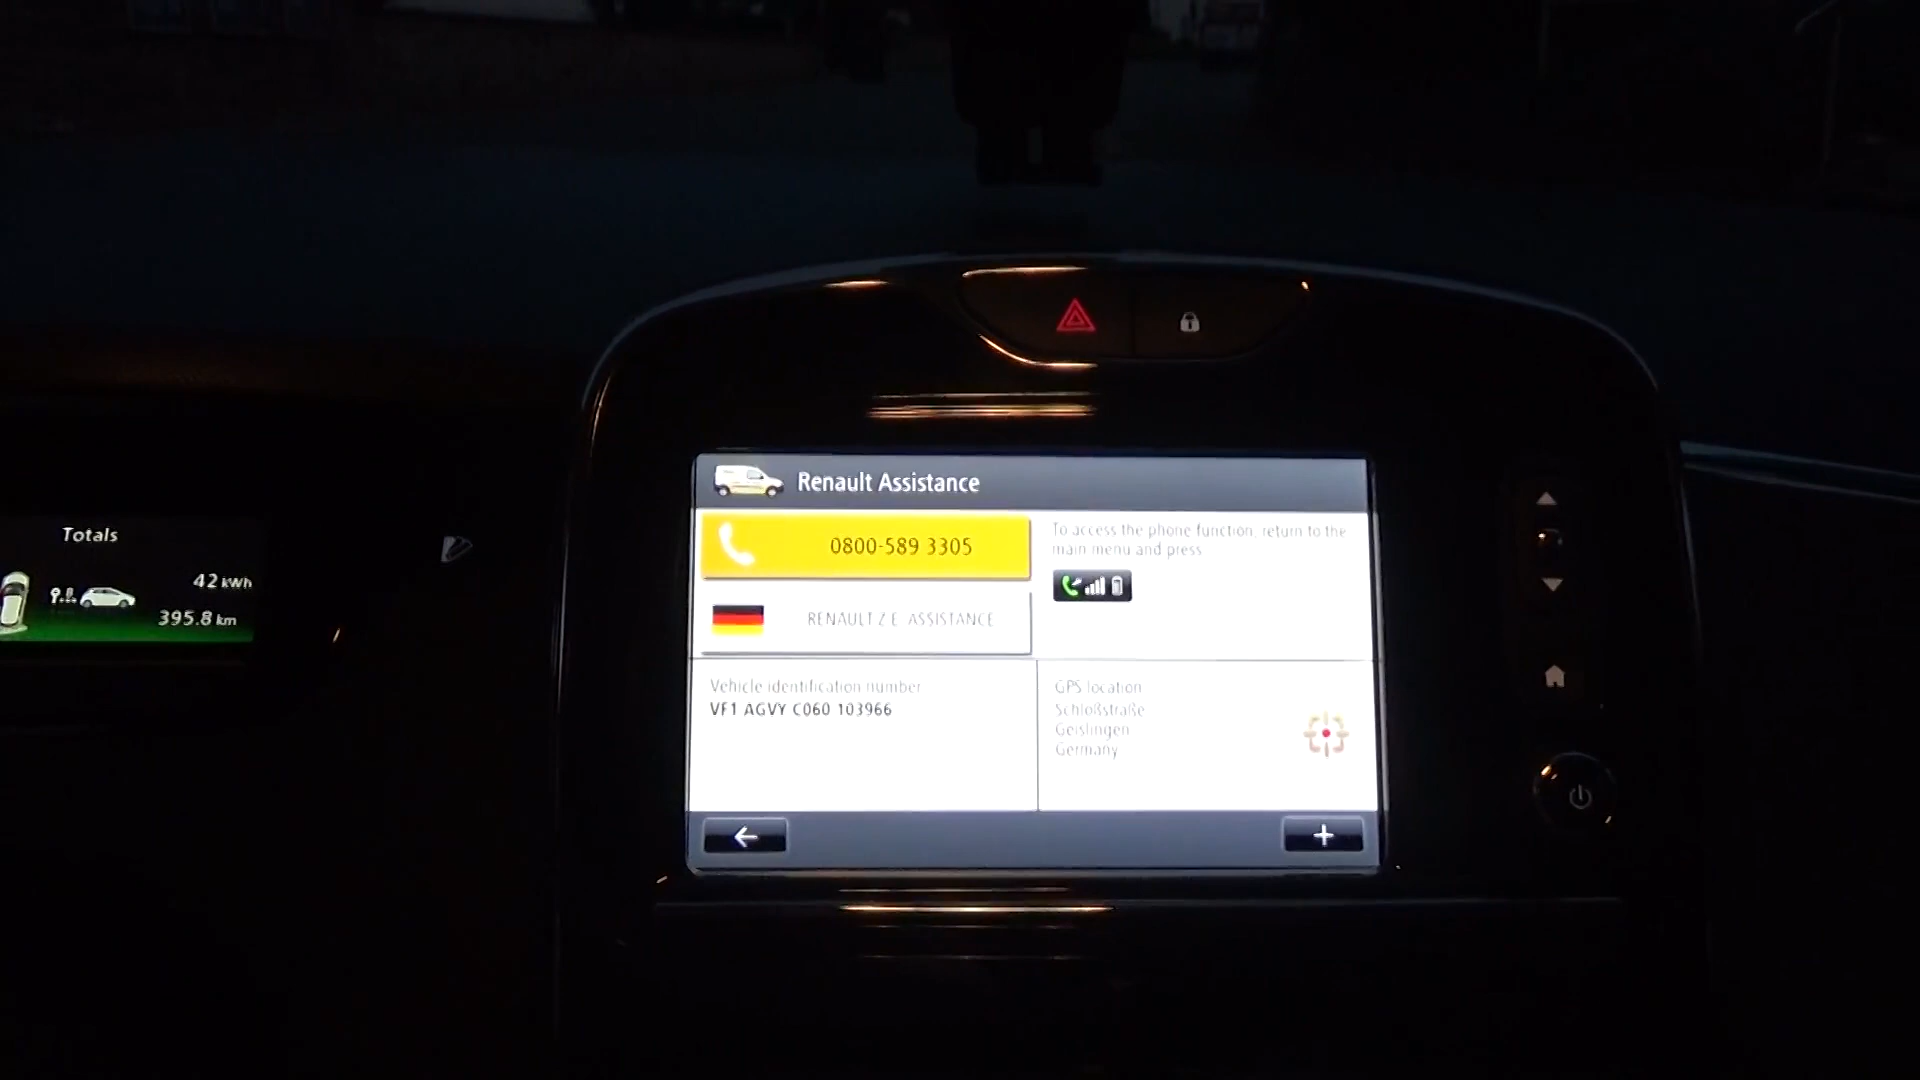 Totals
42 kWh
395.8 km
Renault Assistance
0800-589 3305
RENAULT Z.E. ASSISTANCE
To access the phone function, return to the
main menu and press
Vehicle identification number
VF1 AGVY C060 103966
GPS location
Schloßstraße
Geislingen
Germany